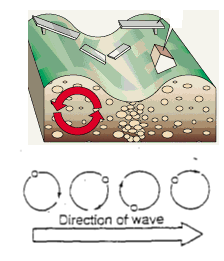 Direction of wave